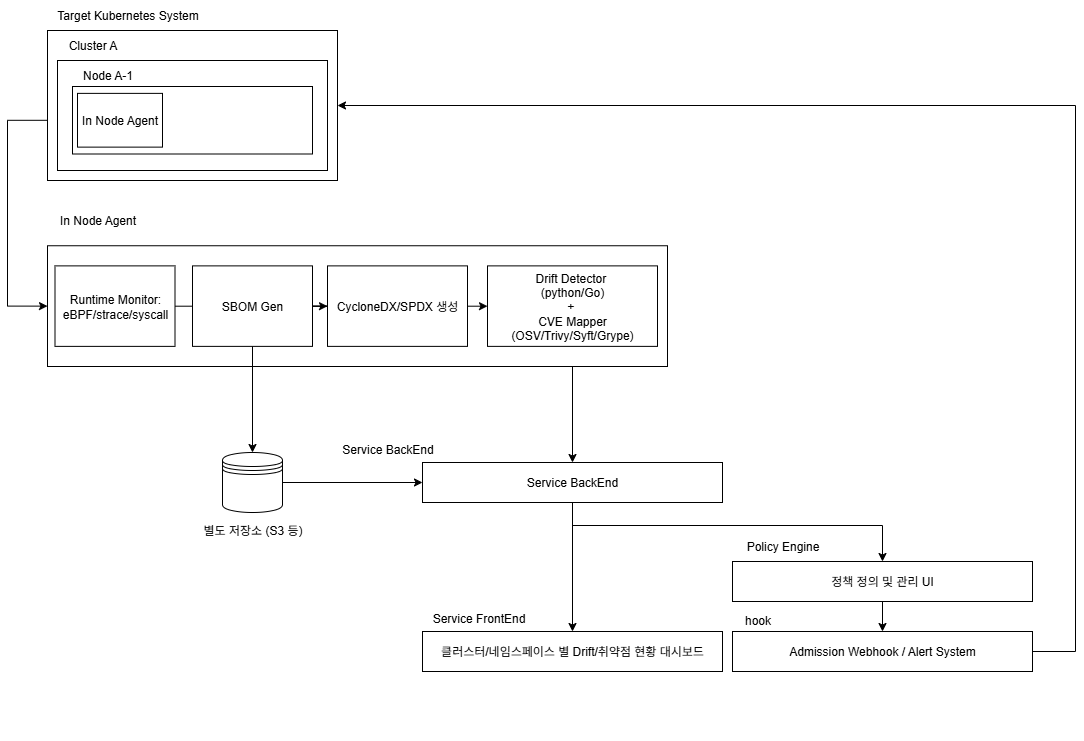 Target Kubernetes System
Cluster A
Node A-1
In Node Agent
In Node Agent
Runtime Monitor:
eBPF/strace/syscall
SBOM Gen
CycloneDX/SPDX 생성
Drift Detector
(python/Go)
+
CVE Mapper
(OSV/Trivy/Syft/Grype)
별도 저장소 (S3 등)
Service BackEnd
Service BackEnd
Policy Engine
정책 정의 및 관리 UI
Service FrontEnd
클러스터/네임스페이스 별 Drift/취약점 현황 대시보드
hook
Admission Webhook / Alert System